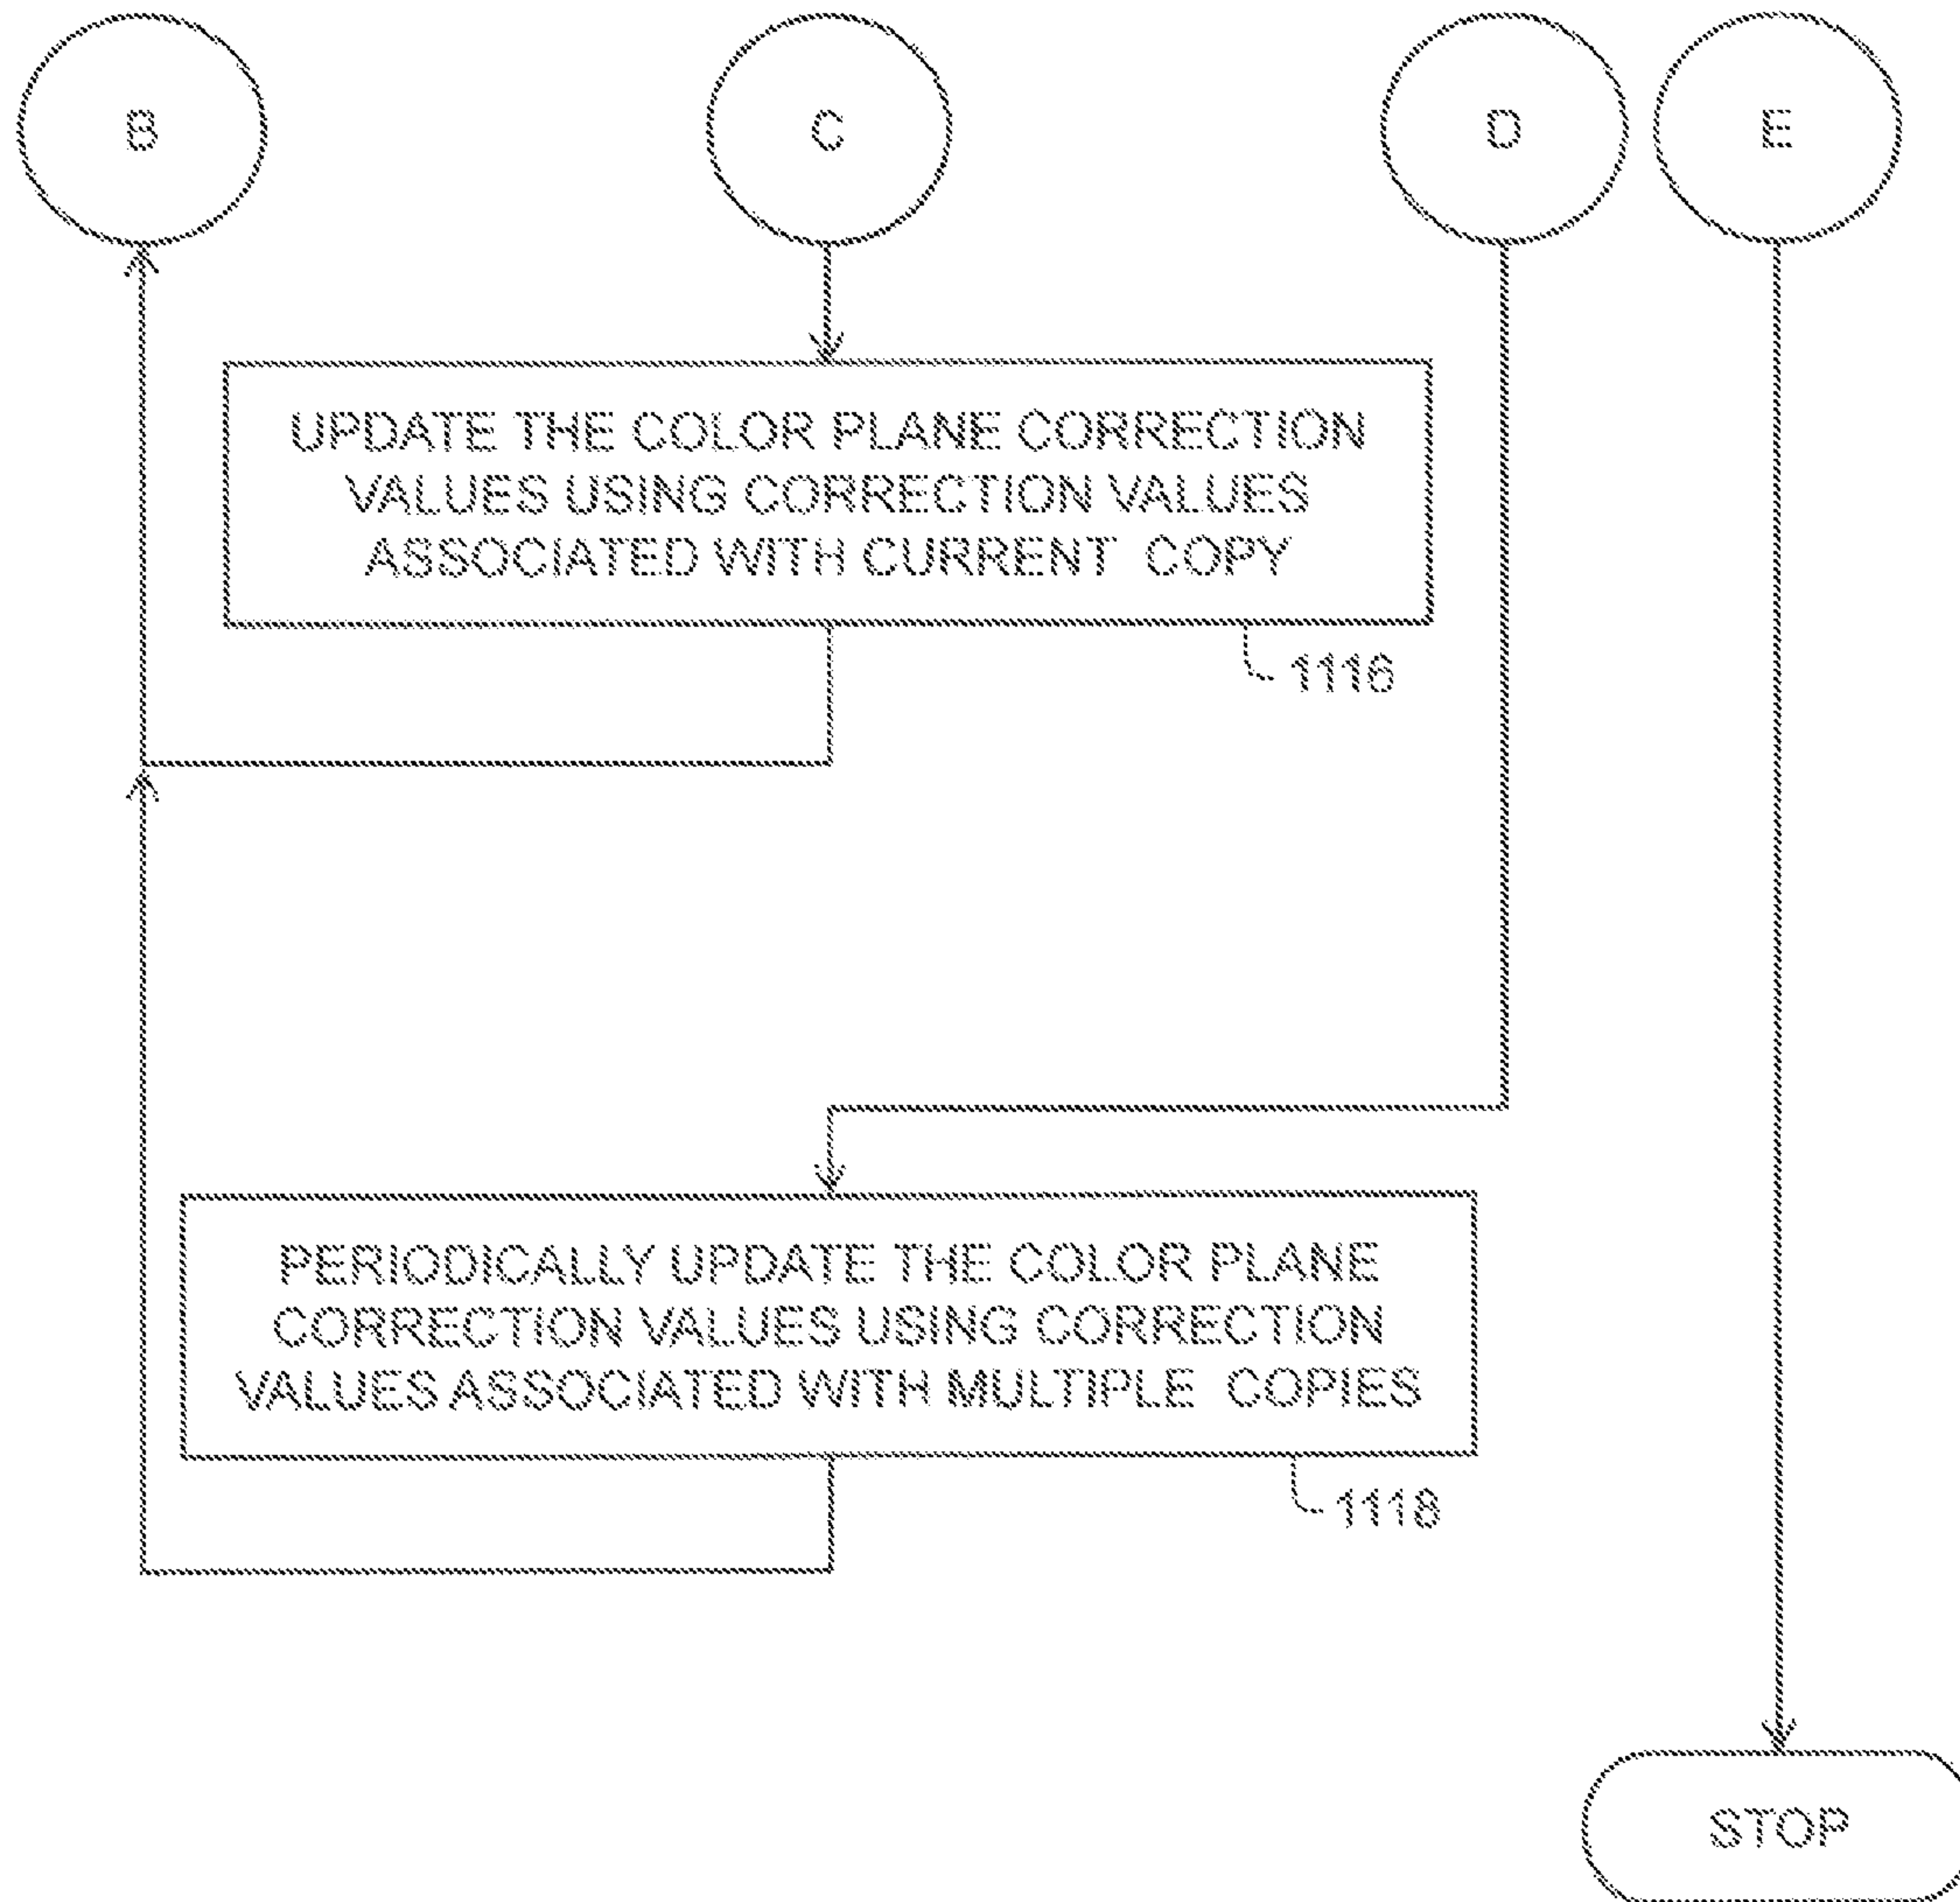 B
C
D
E
UPDATE THE COLOR PLANE CORRECTION
VALUES USING CORRECTION VALUES
ASSOCIATED WITH CURRENT COPY
1116
PERIODICALLY UPDATE THE COLOR PLANE
CORRECTION VALUES USING CORRECTION
VALUES ASSOCIATED WITH MULTIPLE COPIES
1118
STOP